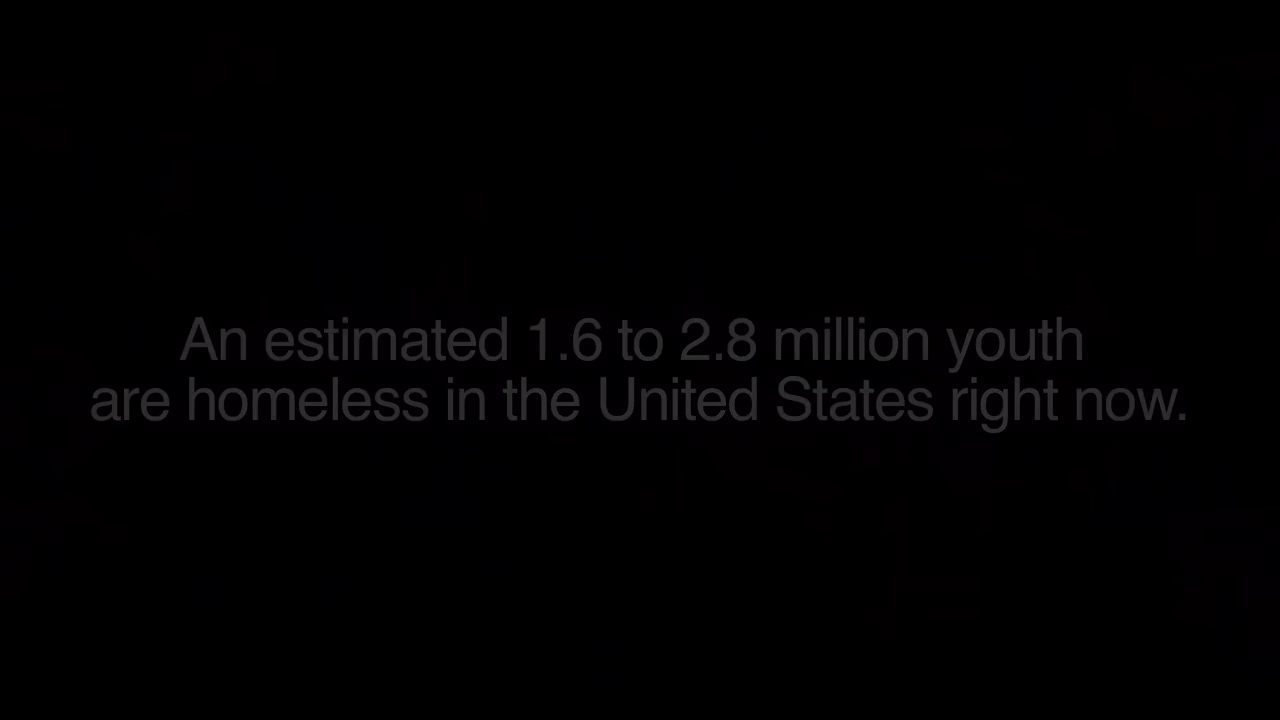 An estimated 1.6 to 2.8 million youth
are homeless in the United States right now.